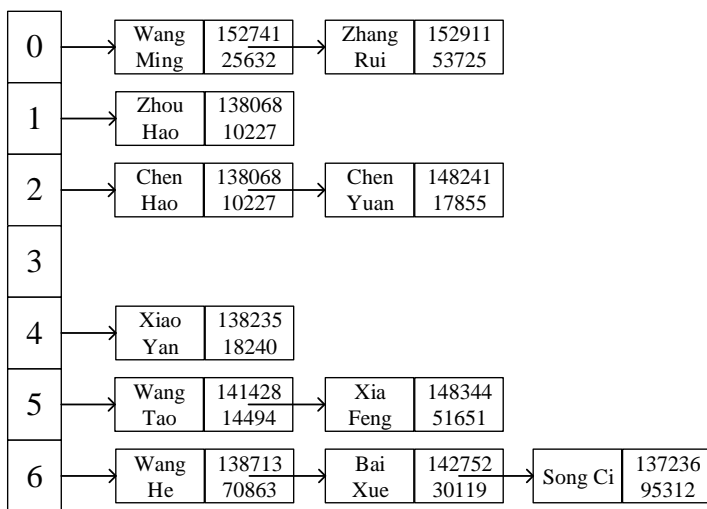 0
Wang
Ming
152741
25632
Zhang
Rui
152911
53725
1
Zhou
Hao
138068
10227
2
Chen
Hao
138068
10227
Chen
Yuan
148241
17855
3
4
Xiao
Yan
138235
18240
5
Wang
Tao
141428
14494
Xia
Feng
148344
51651
6
Wang
He
138713
70863
Bai
Xue
142752
30119
Song Ci
137236
95312